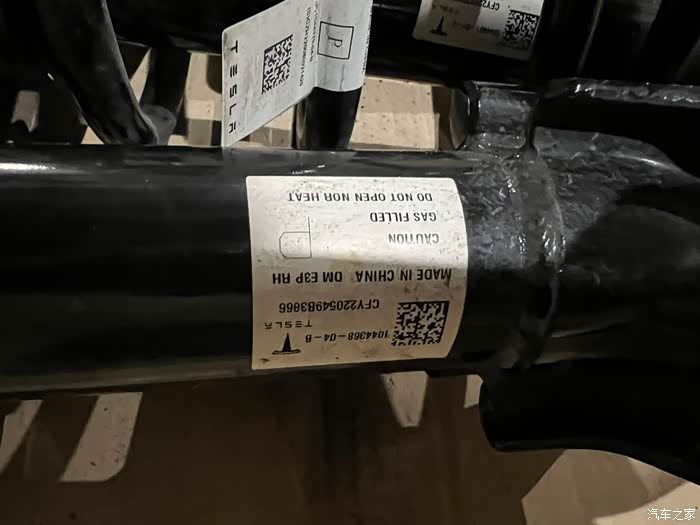 P
TESLA
1044368-04-B
TESLA
CFY220549B3866
MADE IN CHINA DM E3P RH
CAUTION
GAS FILLED
DO NOT OPEN NOR HEAT
汽车之家